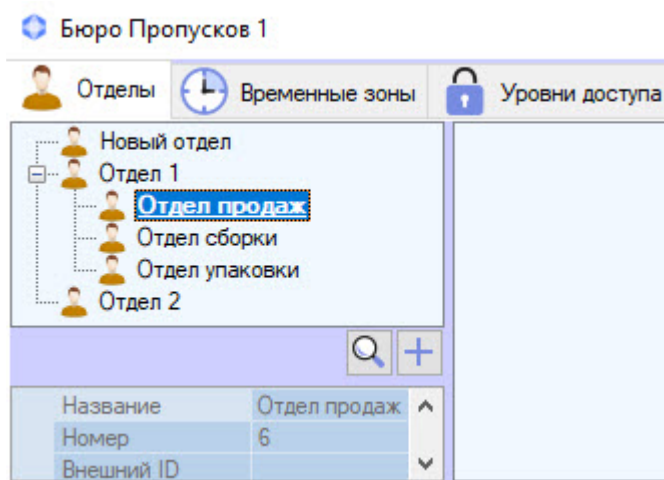 Бюро Пропусков 1
Отделы Временные зоны Уровни доступа
Новый отдел
Отдел 1
Отдел продаж
Отдел сборки
Отдел упаковки
Отдел 2
Название Отдел продаж
Номер 6
Внешний ID